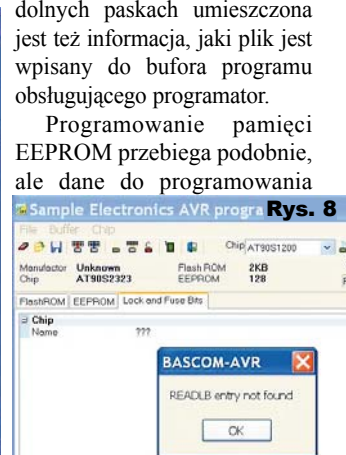 dolnych paskach umieszczona
jest też informacja, jaki plik jest
wpisany do bufora programu
obsługującego programator.
Programowanie pamięci
EEPROM przebiega podobnie,
ale dane do programowania
Sample Electronics AVR progra Rys. 8
File Buffer Chip
Chip AT90S1200
Manufactor Unknown Flash ROM 2KB
Chip AT90S2323 EEPROM 128
FlashROM EEPROM Lock and Fuse Bits
Chip
Name ???
BASCOM-AVR
READLB entry not found
OK